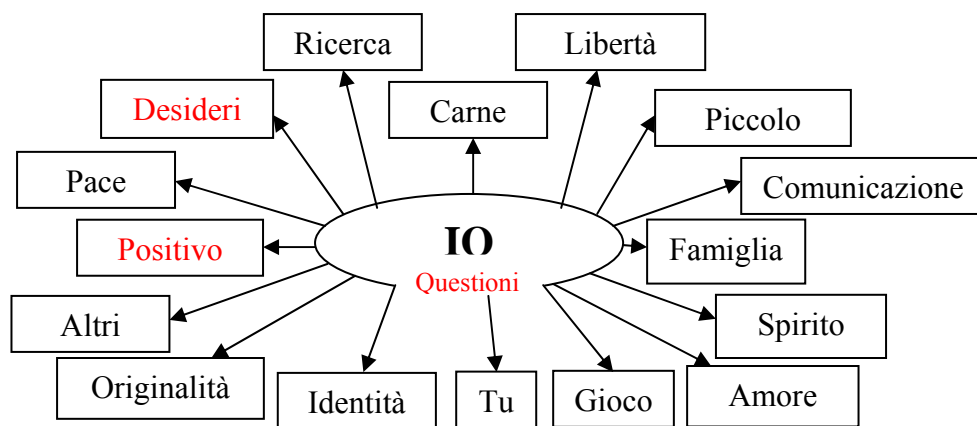 Ricerca
Libertà
Desideri
Carne
Piccolo
Pace
Comunicazione
Positivo
IO
Famiglia
Questioni
Altri
Spirito
Originalità
Identità
Tu
Gioco
Amore